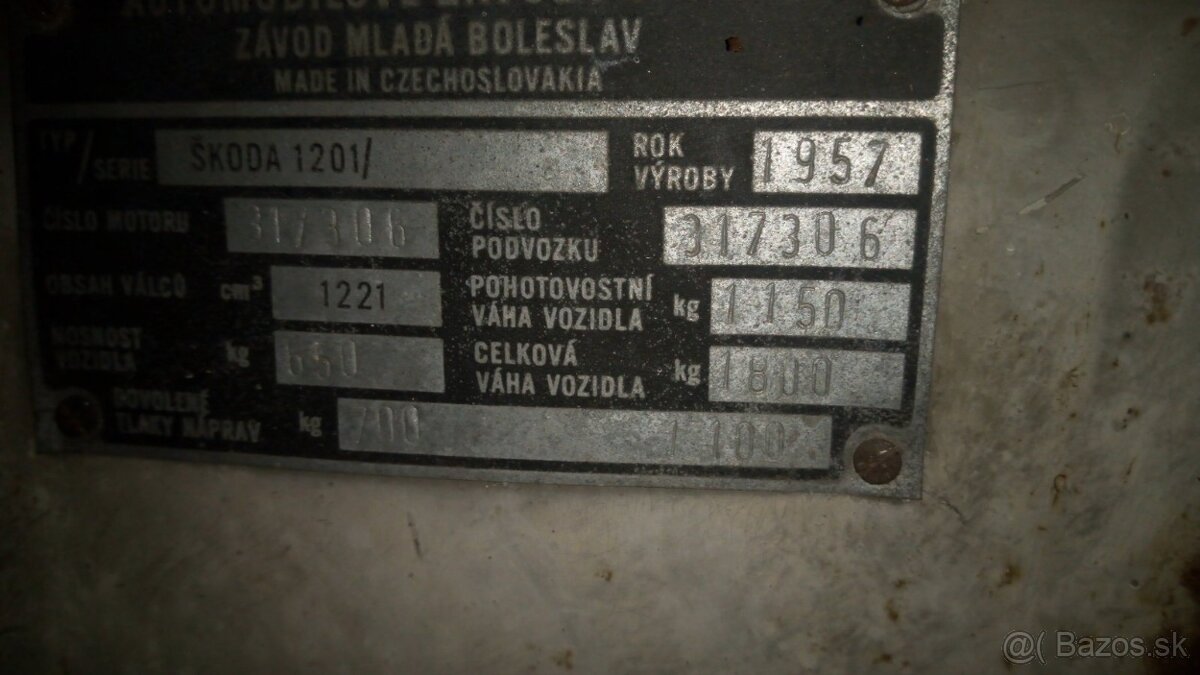 AUTOMOBILOVÉ ZÁVODY
ZÁVOD MLADÁ BOLESLAV
MADE IN CZECHOSLOVAKIA
TYP/SERIE ŠKODA 1201/ ROK VÝROBY 1957
ČÍSLO MOTORU 317306 ČÍSLO PODVOZKU 317306
OBSAH VÁLCŮ cm³ 1221 POHOTOVOSTNÍ VÁHA VOZIDLA kg 1150
NOSNOST VOZIDLA kg 650 CELKOVÁ VÁHA VOZIDLA kg 1800
DOVOLENÉ TLAKY NÁPRAV kg 700 1100
@( Bazos.sk